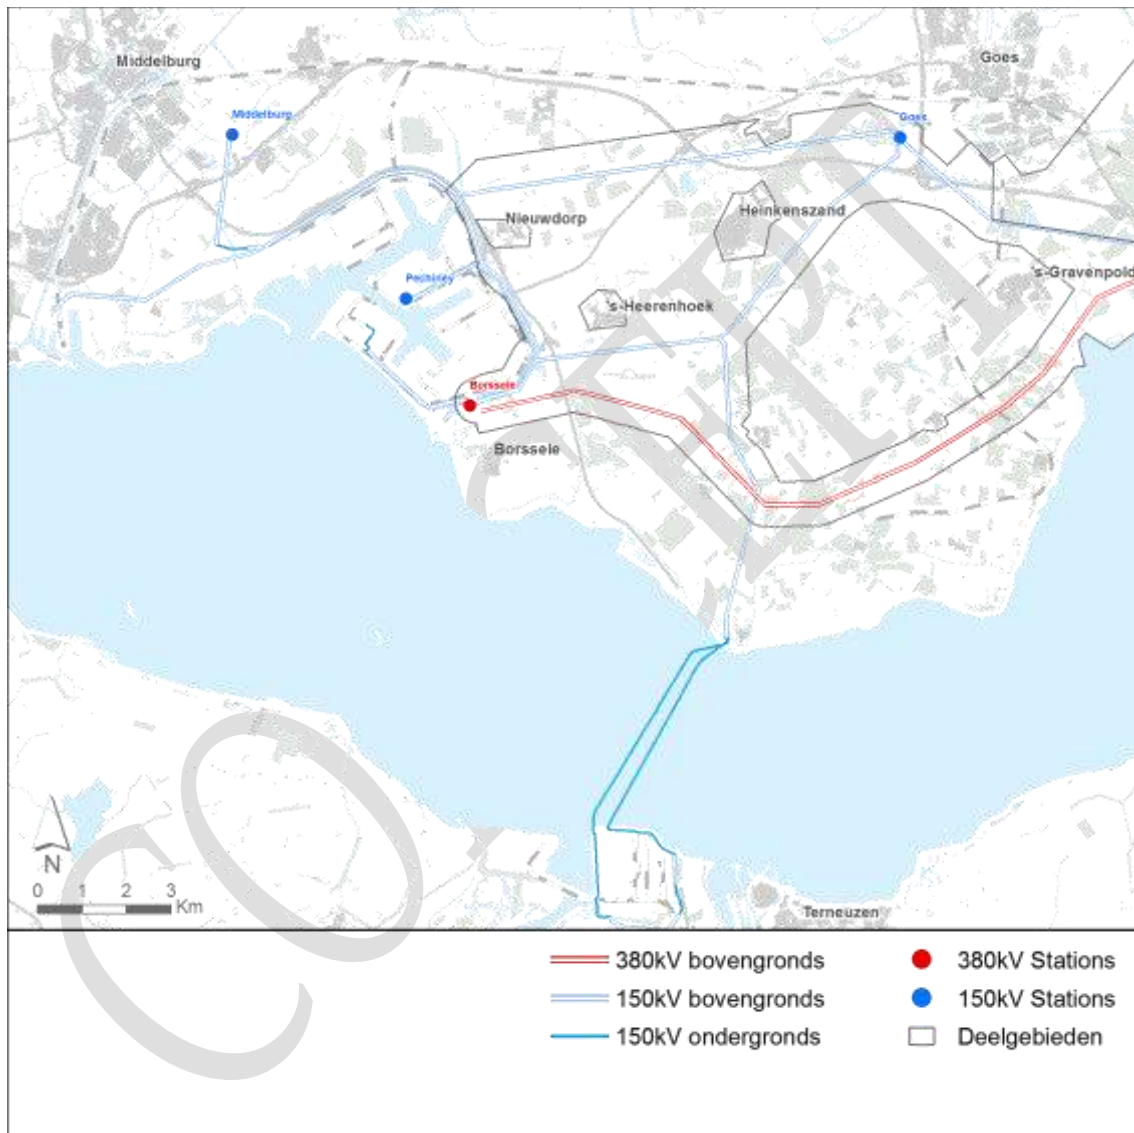 Middelburg
Goes
Middelburg
Goes
Nieuwdorp
Heinkenszand
's-Gravenpold
Pechiney
's-Heerenhoek
Borssele
Borssele
N
0 1 2 3
Km
Terneuzen
380kV bovengronds
380kV Stations
150kV bovengronds
150kV Stations
150kV ondergronds
Deelgebieden
CONCEPT